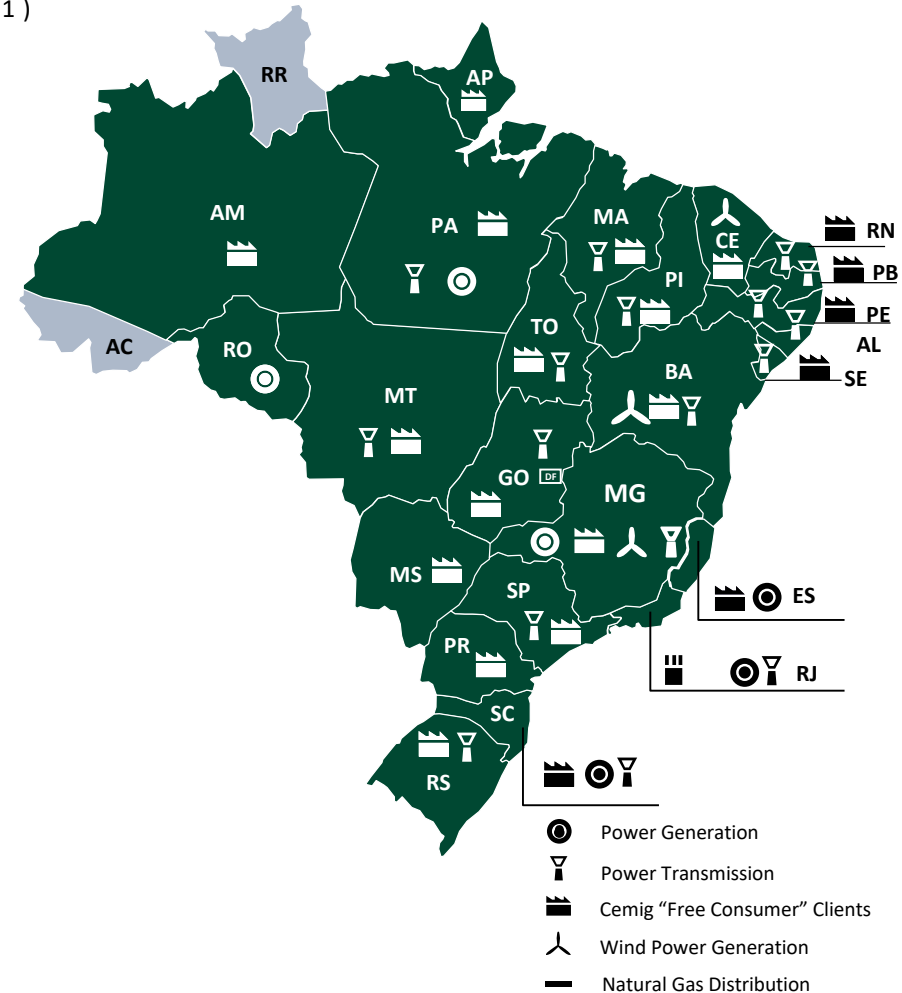 1 )
RR
AP
AM
PA
MA
CE
RN
PI
PB
PE
TO
AL
AC
RO
BA
SE
MT
GO
DF
MG
MS
SP
ES
PR
RJ
SC
RS
Power Generation
Power Transmission
Cemig “Free Consumer” Clients
Wind Power Generation
Natural Gas Distribution